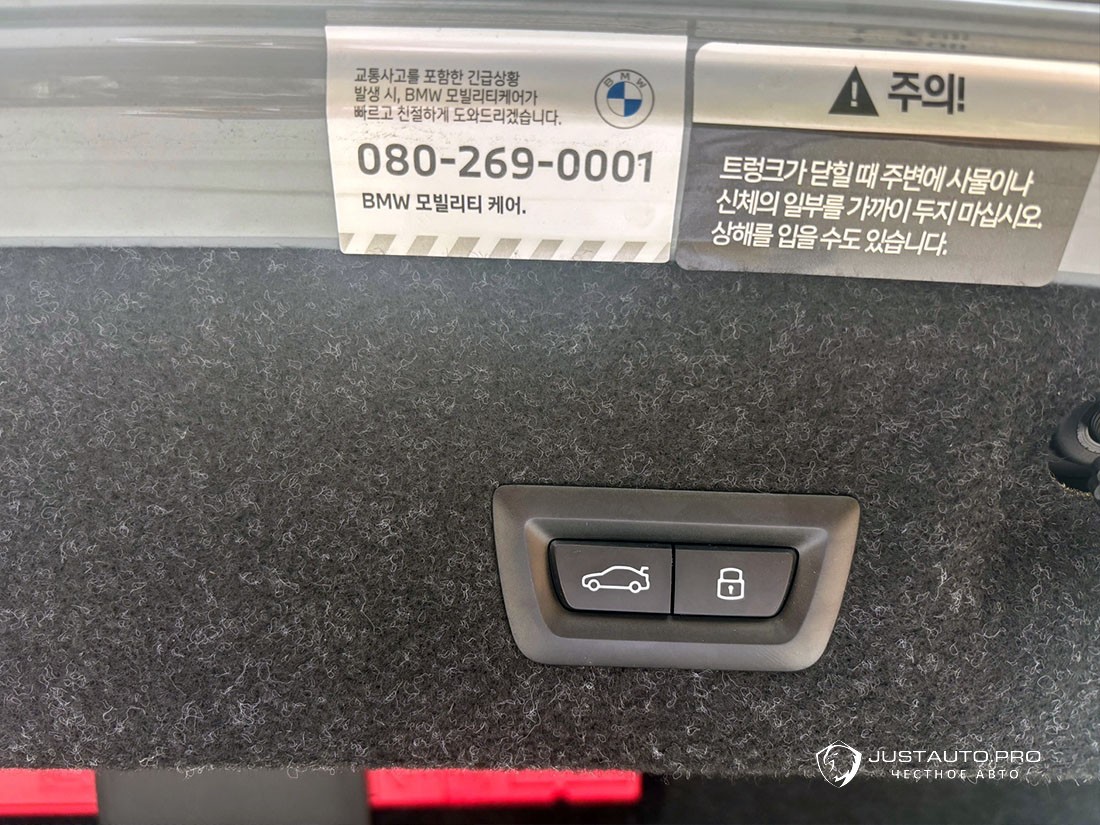 교통사고를 포함한 긴급상황
발생 시, BMW 모빌리티케어가
빠르고 친절하게 도와드리겠습니다.
BMW
080-269-0001
BMW 모빌리티 케어.
주의!
트렁크가 닫힐 때 주변에 사물이나
신체의 일부를 가까이 두지 마십시오.
상해를 입을 수도 있습니다.
JUSTAUTO.PRO
ЧЕСТНОЕ АВТО